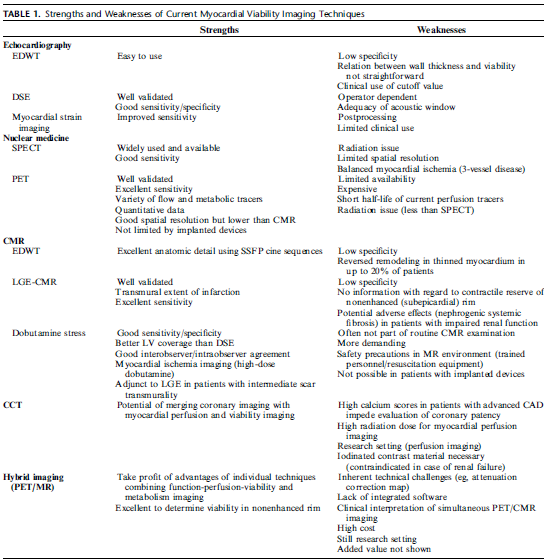 TABLE 1. Strengths and Weaknesses of Current Myocardial Viability Imaging Techniques
Strengths Weaknesses
Echocardiography
EDWT Easy to use Low specificity
Relation between wall thickness and viability
not straightforward
Clinical use of cutoff value
DSE Well validated Operator dependent
Good sensitivity/specificity Adequacy of acoustic window
Myocardial strain Improved sensitivity Postprocessing
imaging Limited clinical use
Nuclear medicine
SPECT Widely used and available Radiation issue
Good sensitivity Limited spatial resolution
Balanced myocardial ischemia (3-vessel disease)
PET Well validated Limited availability
Excellent sensitivity Expensive
Variety of flow and metabolic tracers Short half-life of current perfusion tracers
Quantitative data Radiation issue (less than SPECT)
Good spatial resolution but lower than CMR
Not limited by implanted devices
CMR
EDWT Excellent anatomic detail using SSFP cine sequences Low specificity
Reversed remodeling in thinned myocardium in
up to 20% of patients
LGE-CMR Well validated Low specificity
Transmural extent of infarction No information with regard to contractile reserve of
Excellent sensitivity nonenhanced (subepicardial) rim
Potential adverse effects (nephrogenic systemic
fibrosis) in patients with impaired renal function
Dobutamine stress Good sensitivity/specificity Often not part of routine CMR examination
Better LV coverage than DSE More demanding
Good interobserver/intraobserver agreement Safety precautions in MR environment (trained
Myocardial ischemia imaging (high-dose personnel/resuscitation equipment)
dobutamine) Not possible in patients with implanted devices
Adjunct to LGE in patients with intermediate scar
transmurality
CCT Potential of merging coronary imaging with High calcium scores in patients with advanced CAD
myocardial perfusion and viability imaging impede evaluation of coronary patency
High radiation dose for myocardial perfusion
imaging
Research setting (perfusion imaging)
Iodinated contrast material necessary
(contraindicated in case of renal failure)
Hybrid imaging Take profit of advantages of individual techniques Inherent technical challenges (eg, attenuation
(PET/MR) combining function-perfusion-viability and correction map)
metabolism imaging Lack of integrated software
Excellent to determine viability in nonenhanced rim Clinical interpretation of simultaneous PET/CMR
imaging
High cost
Still research setting
Added value not shown